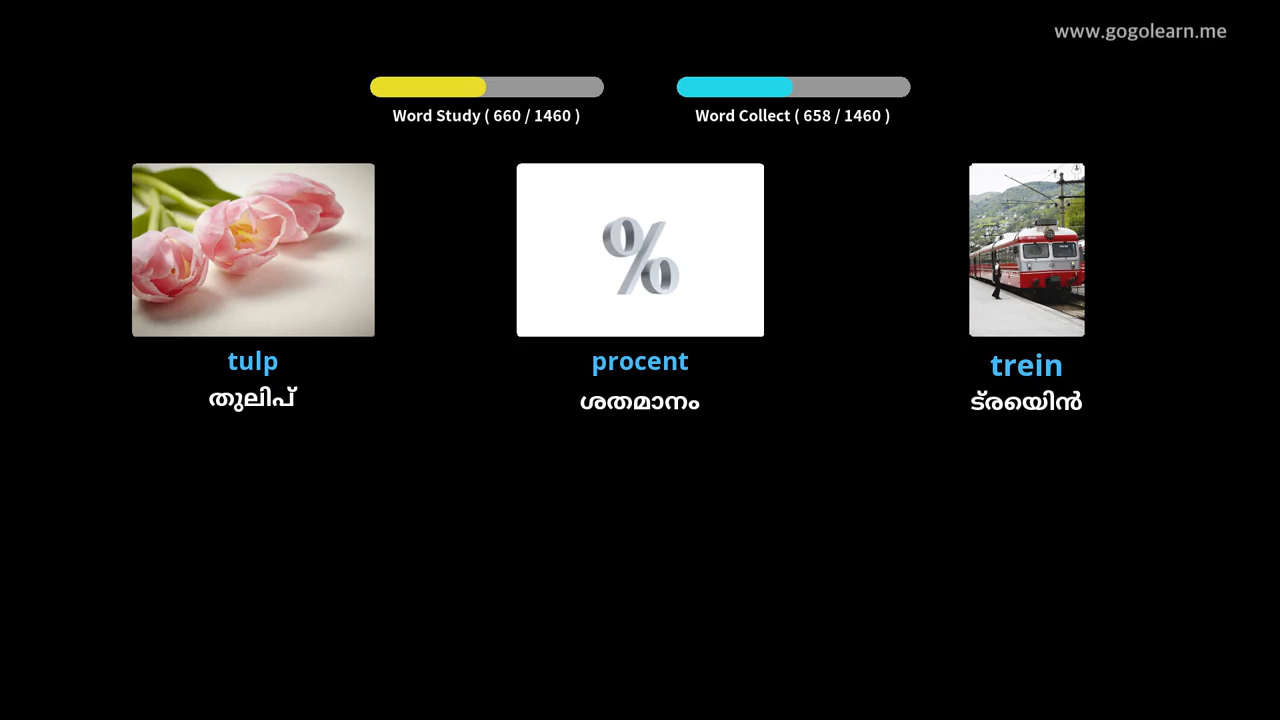 www.gogolearn.me
Word Study ( 660 / 1460 )
Word Collect ( 658 / 1460 )
tulp
procent
trein
തുലിപ്
ശതമാനം
ട്രയിെൻ